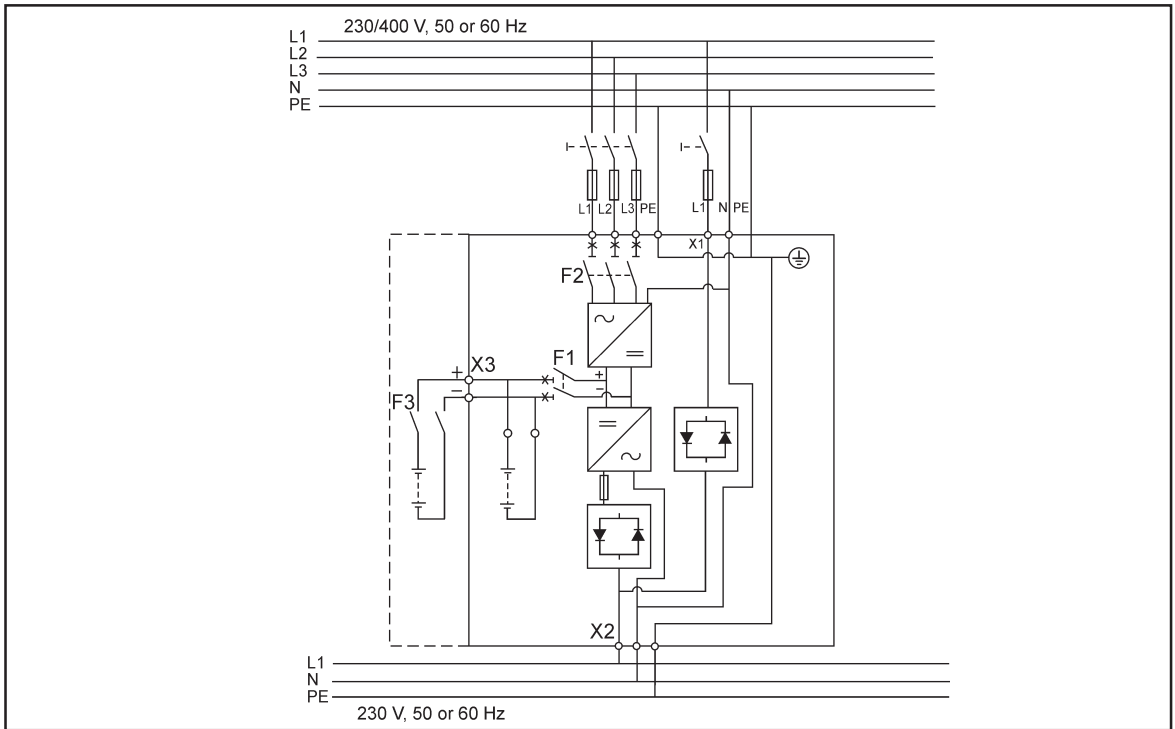 230/400 V, 50 or 60 Hz
L1
L2
L3
N
PE
L1 L2 L3 PE L1 N PE
X1
F2
F1
X3
+ +
− −
F3
X2
L1
N
PE
230 V, 50 or 60 Hz